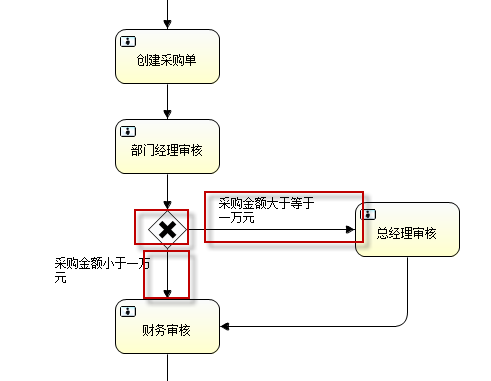 创建采购单
部门经理审核
采购金额大于等于
一万元
总经理审核
采购金额小于一万
元
财务审核